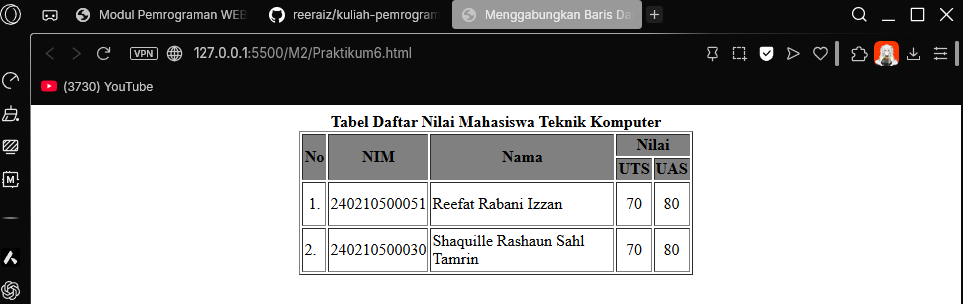 Modul Pemrograman WEB
reeraiz/kuliah-pemrogram
Menggabungkan Baris Da
VPN
127.0.0.1:5500/M2/Praktikum6.html
(3730) YouTube
M
Tabel Daftar Nilai Mahasiswa Teknik Komputer
No NIM Nama Nilai
UTS UAS
1. 240210500051 Reefat Rabani Izzan 70 80
2. 240210500030 Shaquille Rashaun Sahl Tamrin 70 80